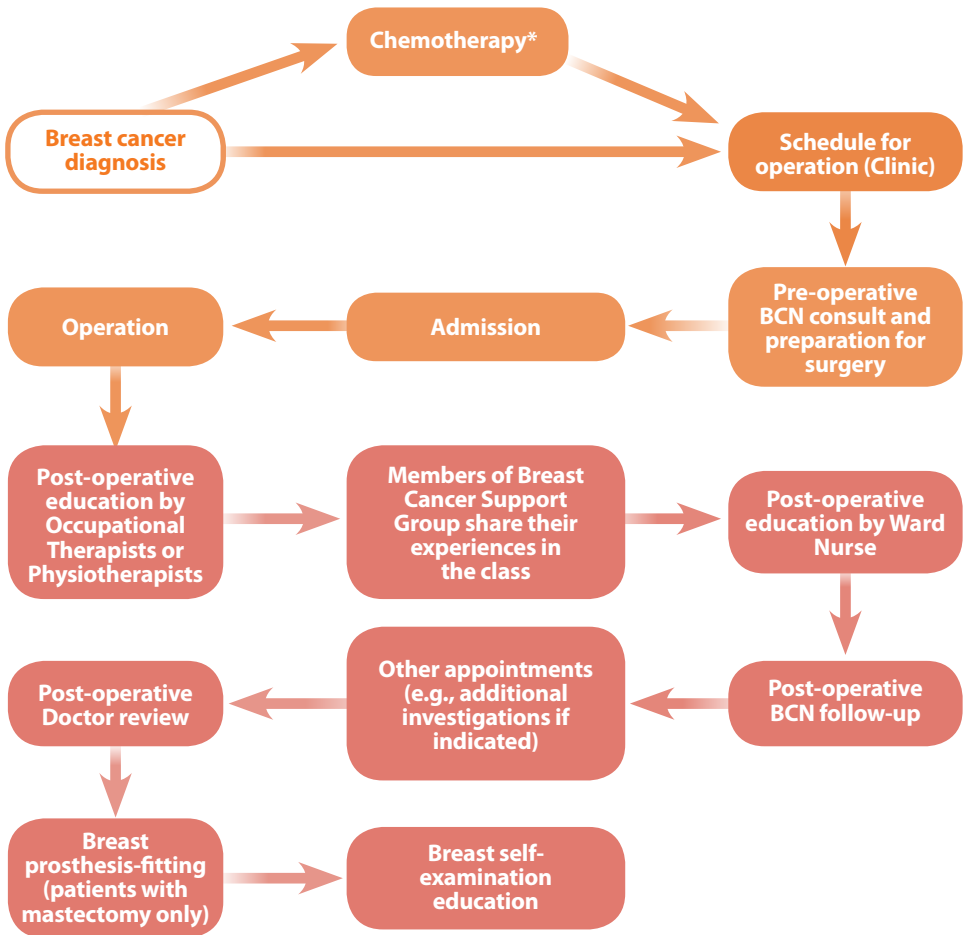 Chemotherapy*
Breast cancer
diagnosis
Schedule for
operation (Clinic)
Pre-operative
BCN consult and
preparation for
surgery
Admission
Operation
Post-operative
education by
Occupational
Therapists or
Physiotherapists
Members of Breast
Cancer Support
Group share their
experiences in
the class
Post-operative
education by Ward
Nurse
Post-operative
BCN follow-up
Other appointments
(e.g., additional
investigations if
indicated)
Post-operative
Doctor review
Breast
prosthesis-fitting
(patients with
mastectomy only)
Breast self-
examination
education